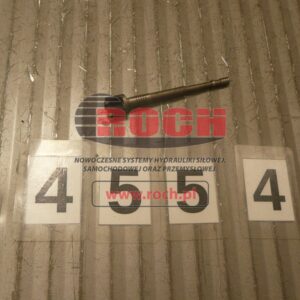 ROCH
NOWOCZESNE SYSTEMY HYDRAULIKI SIŁOWEJ,
SAMOCHODOWEJ ORAZ PRZEMYSŁOWEJ
www.roch.pl
4 5 5 4